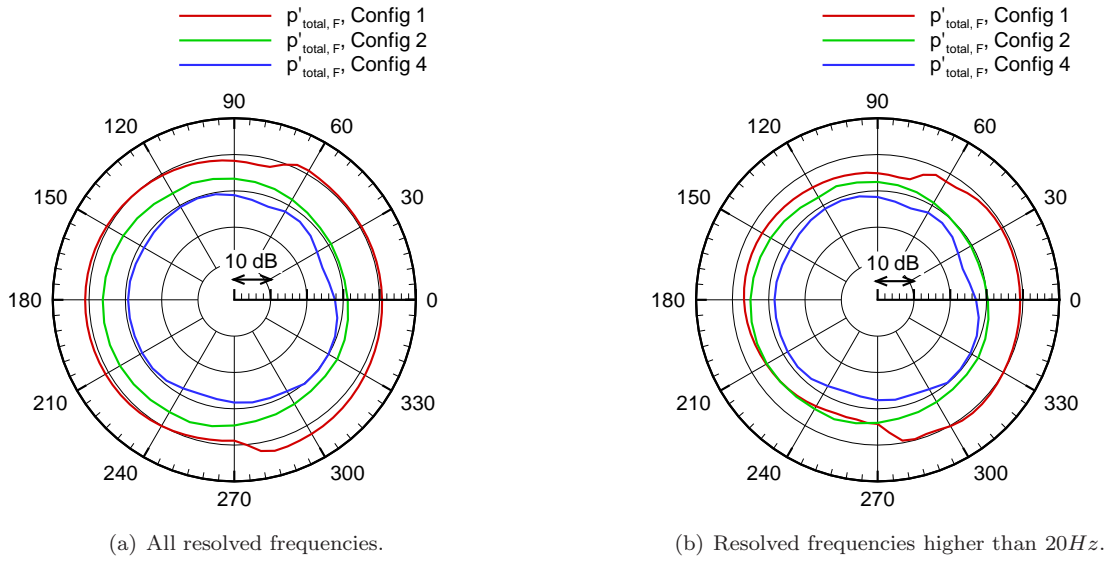 p'total, F, Config 1
p'total, F, Config 2
p'total, F, Config 4
90
120
60
150
30
10 dB
180
0
210
330
240
300
270
(a) All resolved frequencies.
p'total, F, Config 1
p'total, F, Config 2
p'total, F, Config 4
90
120
60
150
30
10 dB
180
0
210
330
240
300
270
(b) Resolved frequencies higher than 20Hz.